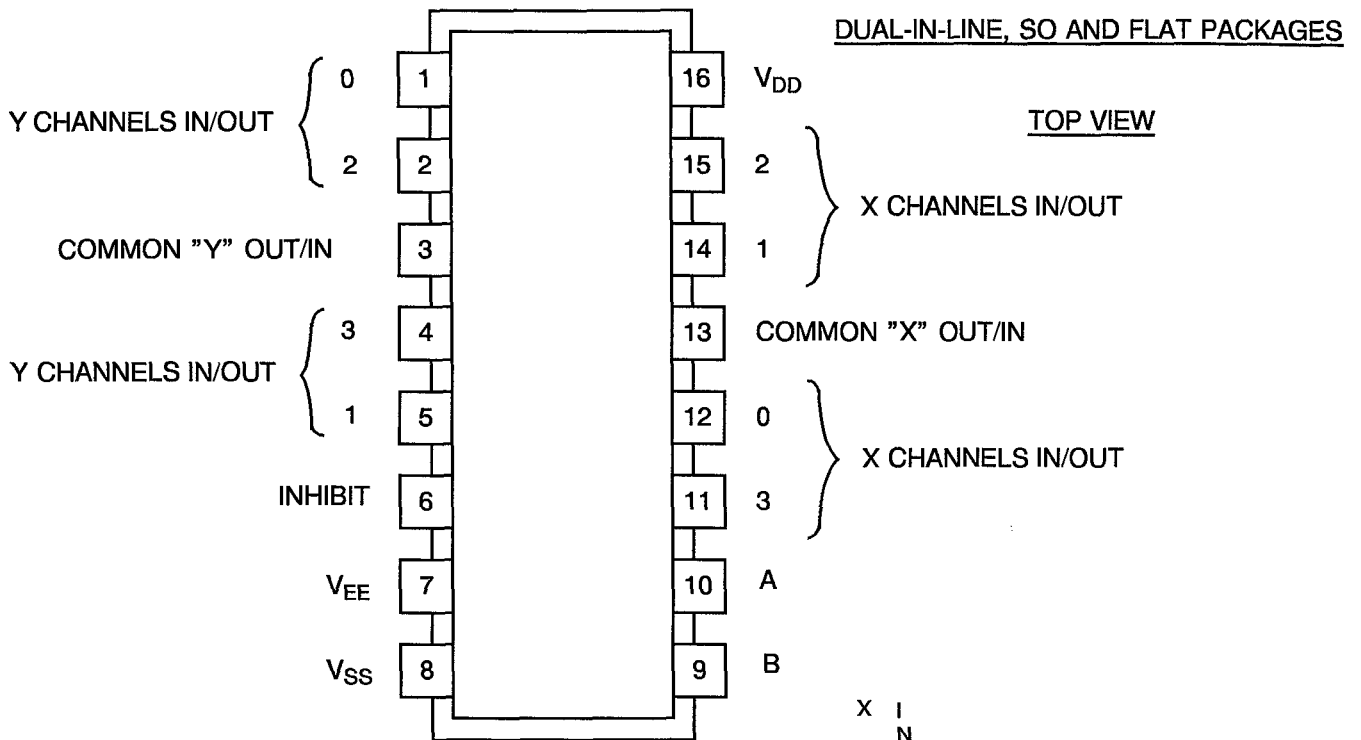 DUAL-IN-LINE, SO AND FLAT PACKAGES
TOP VIEW
0 1 16 VDD
Y CHANNELS IN/OUT
2 2 15 2
X CHANNELS IN/OUT
COMMON "Y" OUT/IN 3 14 1
3 4 13 COMMON "X" OUT/IN
Y CHANNELS IN/OUT
1 5 12 0
X CHANNELS IN/OUT
INHIBIT 6 11 3
VEE 7 10 A
VSS 8 9 B
X I
N